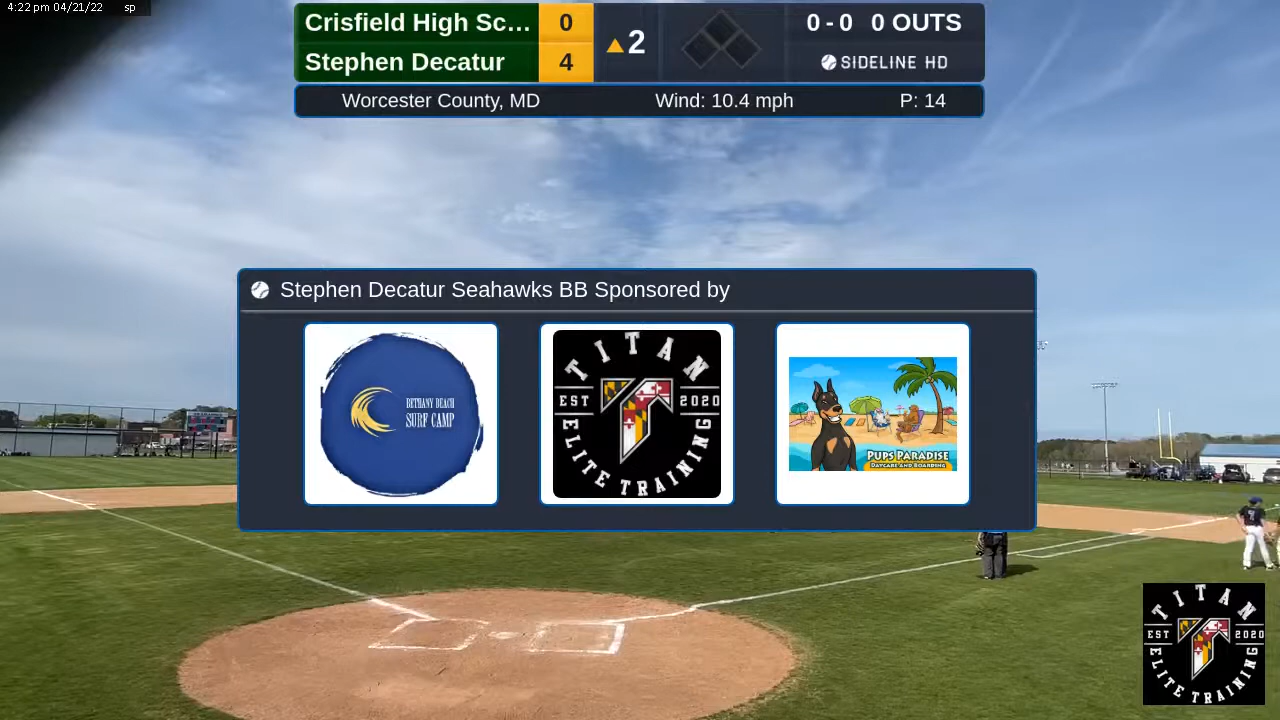 4:22 pm 04/21/22 sp
Crisfield High Sc... 0
Stephen Decatur 4
▲2
0 - 0 0 OUTS
SIDELINE HD
Worcester County, MD Wind: 10.4 mph P: 14
Stephen Decatur Seahawks BB Sponsored by
BETHANY BEACH
SURF CAMP
TITAN
EST 2020
ELITE TRAINING
PUPS PARADISE
DAYCARE AND BOARDING
TITAN
EST 2020
ELITE TRAINING